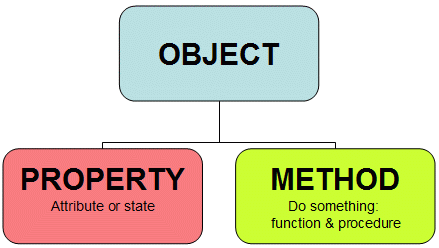 OBJECT
PROPERTY
Attribute or state
METHOD
Do something:
function & procedure